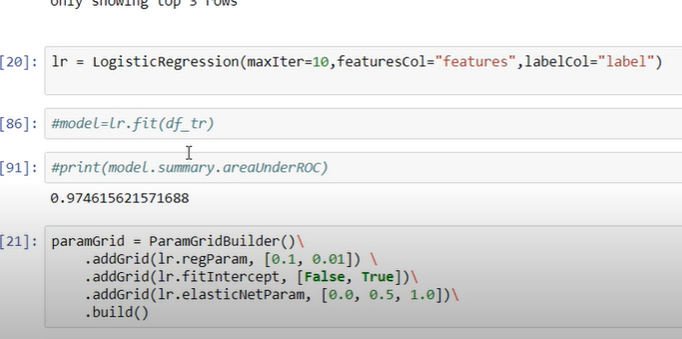 only showing top 3 rows
[20]: lr = LogisticRegression(maxIter=10,featuresCol="features",labelCol="label")
[86]: #model=lr.fit(df_tr)
[91]: #print(model.summary.areaUnderROC)
0.974615621571688
[21]: paramGrid = ParamGridBuilder()\
.addGrid(lr.regParam, [0.1, 0.01]) \
.addGrid(lr.fitIntercept, [False, True])\
.addGrid(lr.elasticNetParam, [0.0, 0.5, 1.0])\
.build()